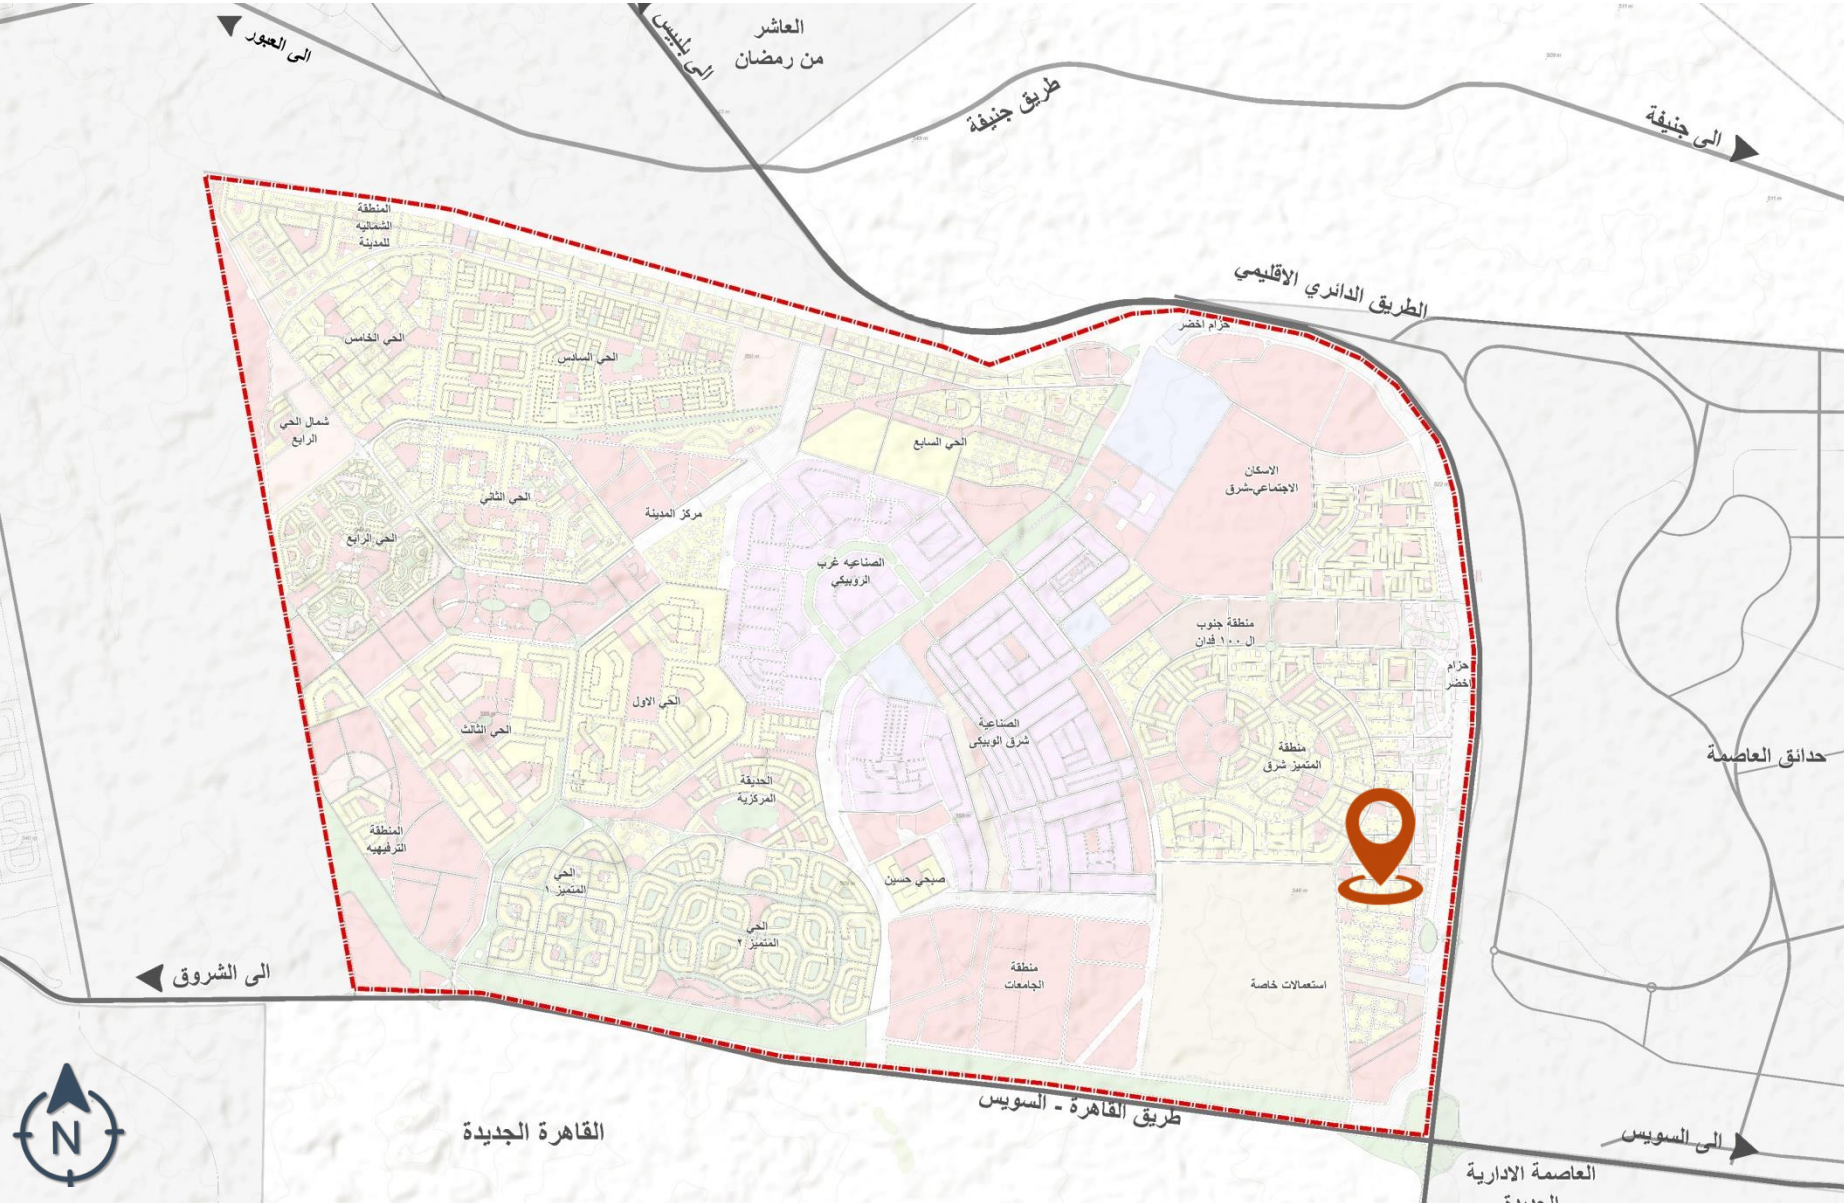 العاشر
من رمضان
الى العبور
الى بلبيس
طريق جنيفة
الى جنيفة
المنطقة
الشماليه
للمدينة
الطريق الدائري الاقليمي
حزام اخضر
الحي الخامس
الحي السادس
شمال الحي
الرابع
الحي السابع
الاسكان
الاجتماعي-شرق
الحي الثاني
مركز المدينة
الحي الرابع
الصناعيه غرب
الروبيكي
منطقة جنوب
ال ١٠٠ فدان
حزام
اخضر
الحي الاول
الحي الثالث
الصناعية
شرق الوبيكى
منطقة
المتميز شرق
حدائق العاصمة
الحديقة
المركزية
المنطقة
الترفيهيه
الحي
المتميز ١
صبحي حسين
الحي
المتميز ٢
منطقة
الجامعات
استعمالات خاصة
الى الشروق
طريق القاهرة - السويس
القاهرة الجديدة
الى السويس
العاصمة الادارية
N